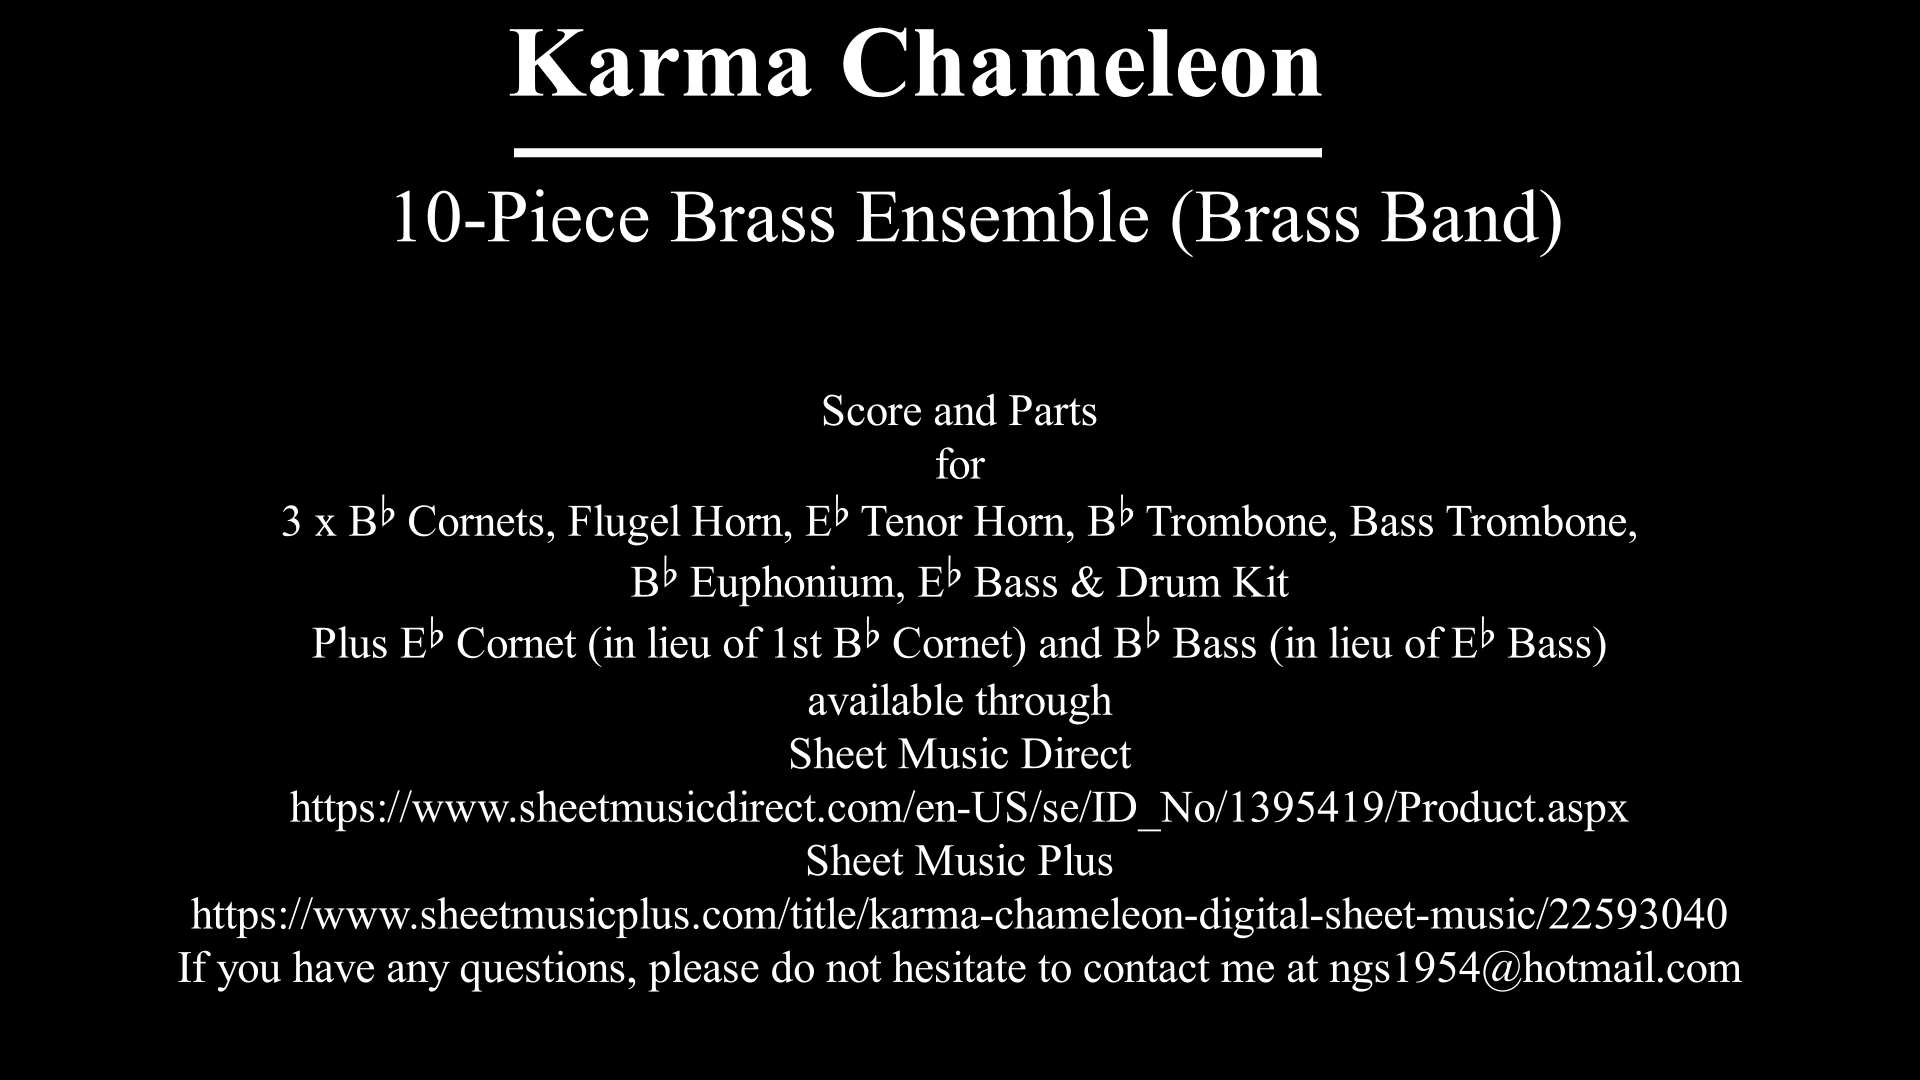 Karma Chameleon
10-Piece Brass Ensemble (Brass Band)
Score and Parts
for
3 x B♭ Cornets, Flugel Horn, E♭ Tenor Horn, B♭ Trombone, Bass Trombone,
B♭ Euphonium, E♭ Bass & Drum Kit
Plus E♭ Cornet (in lieu of 1st B♭ Cornet) and B♭ Bass (in lieu of E♭ Bass)
available through
Sheet Music Direct
https://www.sheetmusicdirect.com/en-US/se/ID_No/1395419/Product.aspx
Sheet Music Plus
https://www.sheetmusicplus.com/title/karma-chameleon-digital-sheet-music/22593040
If you have any questions, please do not hesitate to contact me at ngs1954@hotmail.com